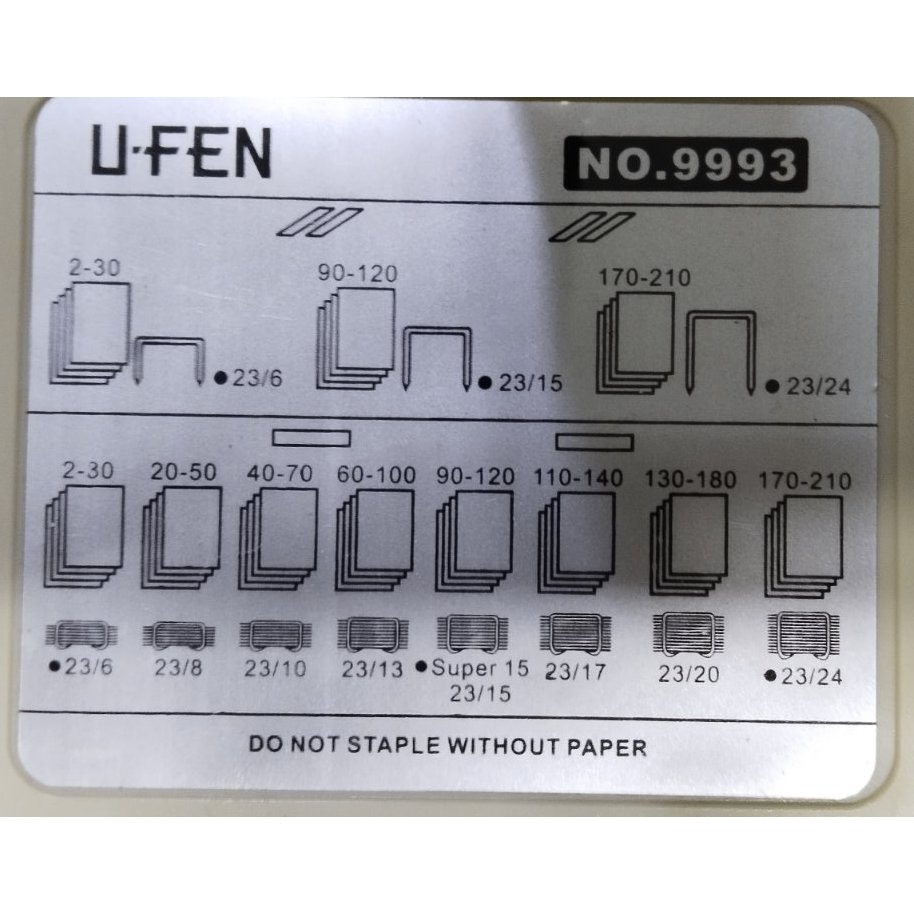 U-FEN
NO.9993
2-30 90-120 170-210
●23/6 ●23/15 ●23/24
2-30 20-50 40-70 60-100 90-120 110-140 130-180 170-210
●23/6 23/8 23/10 23/13 ●Super 15 23/17 23/20 ●23/24
23/15
DO NOT STAPLE WITHOUT PAPER